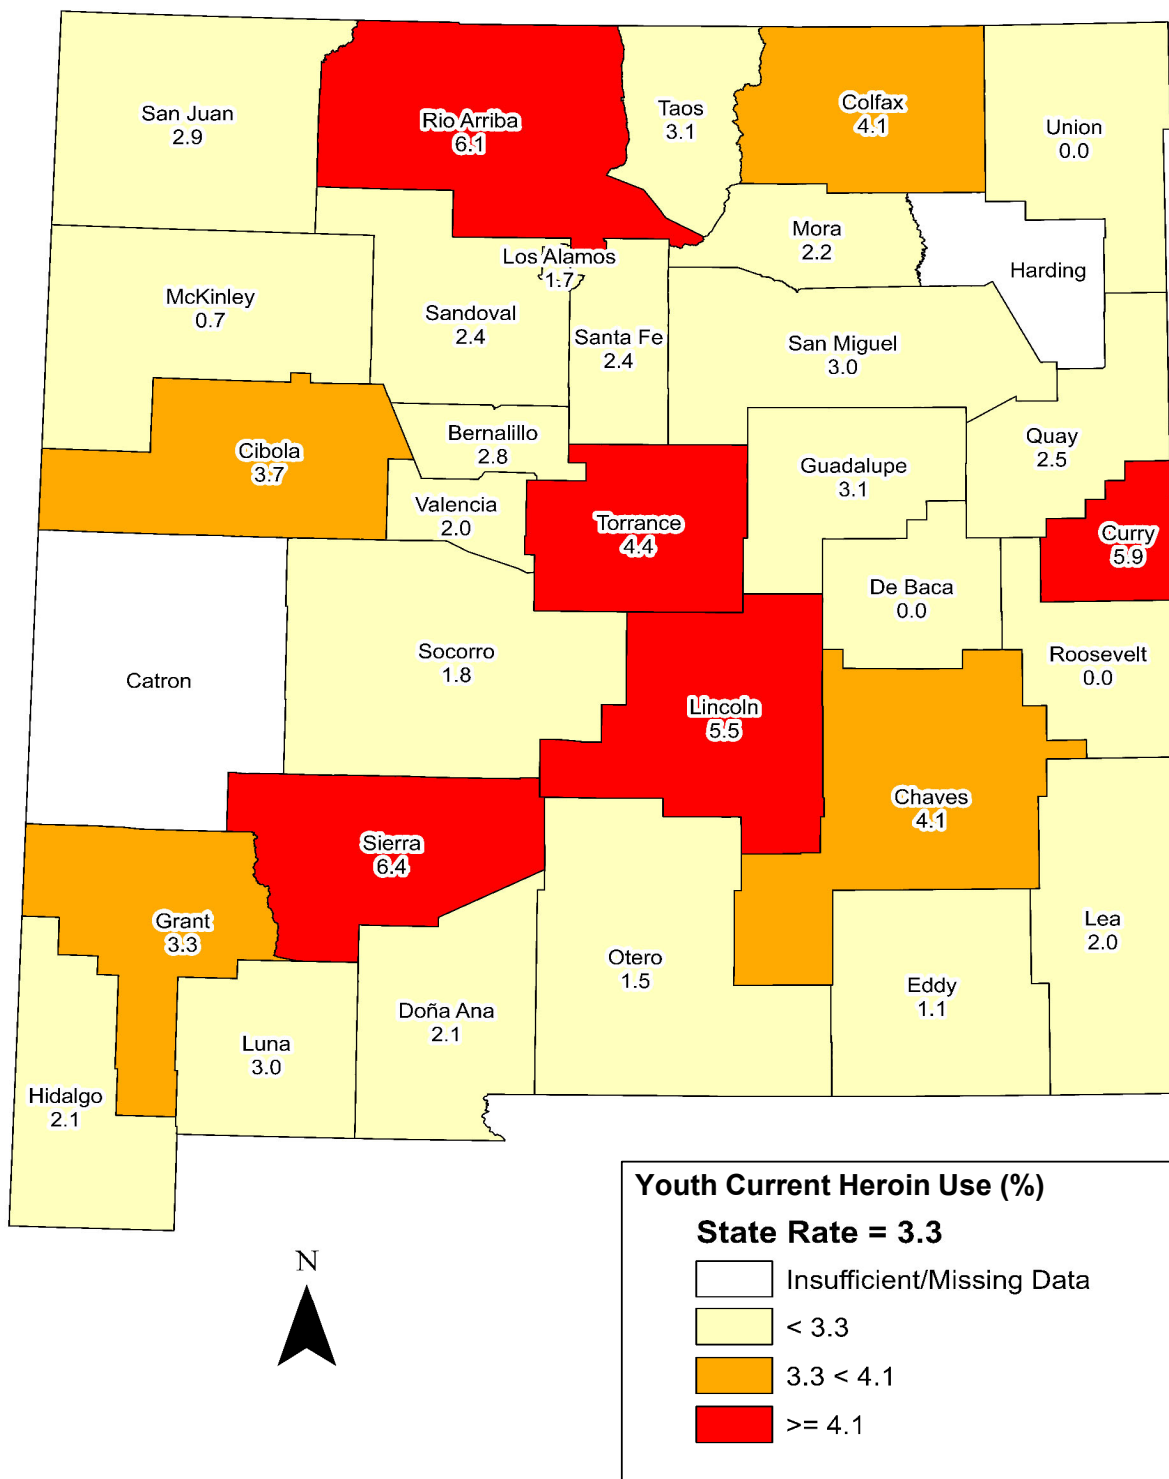 San Juan
2.9
Rio Arriba
6.1
Taos
3.1
Colfax
4.1
Union
0.0
Mora
2.2
Harding
Los Alamos
1.7
McKinley
0.7
Sandoval
2.4
Santa Fe
2.4
San Miguel
3.0
Cibola
3.7
Bernalillo
2.8
Guadalupe
3.1
Quay
2.5
Valencia
2.0
Torrance
4.4
Curry
5.9
De Baca
0.0
Catron
Socorro
1.8
Roosevelt
0.0
Lincoln
5.5
Chaves
4.1
Sierra
6.4
Grant
3.3
Lea
2.0
Otero
1.5
Eddy
1.1
Doña Ana
2.1
Luna
3.0
Hidalgo
2.1
Youth Current Heroin Use (%)
State Rate = 3.3
Insufficient/Missing Data
< 3.3
3.3 < 4.1
>= 4.1
N